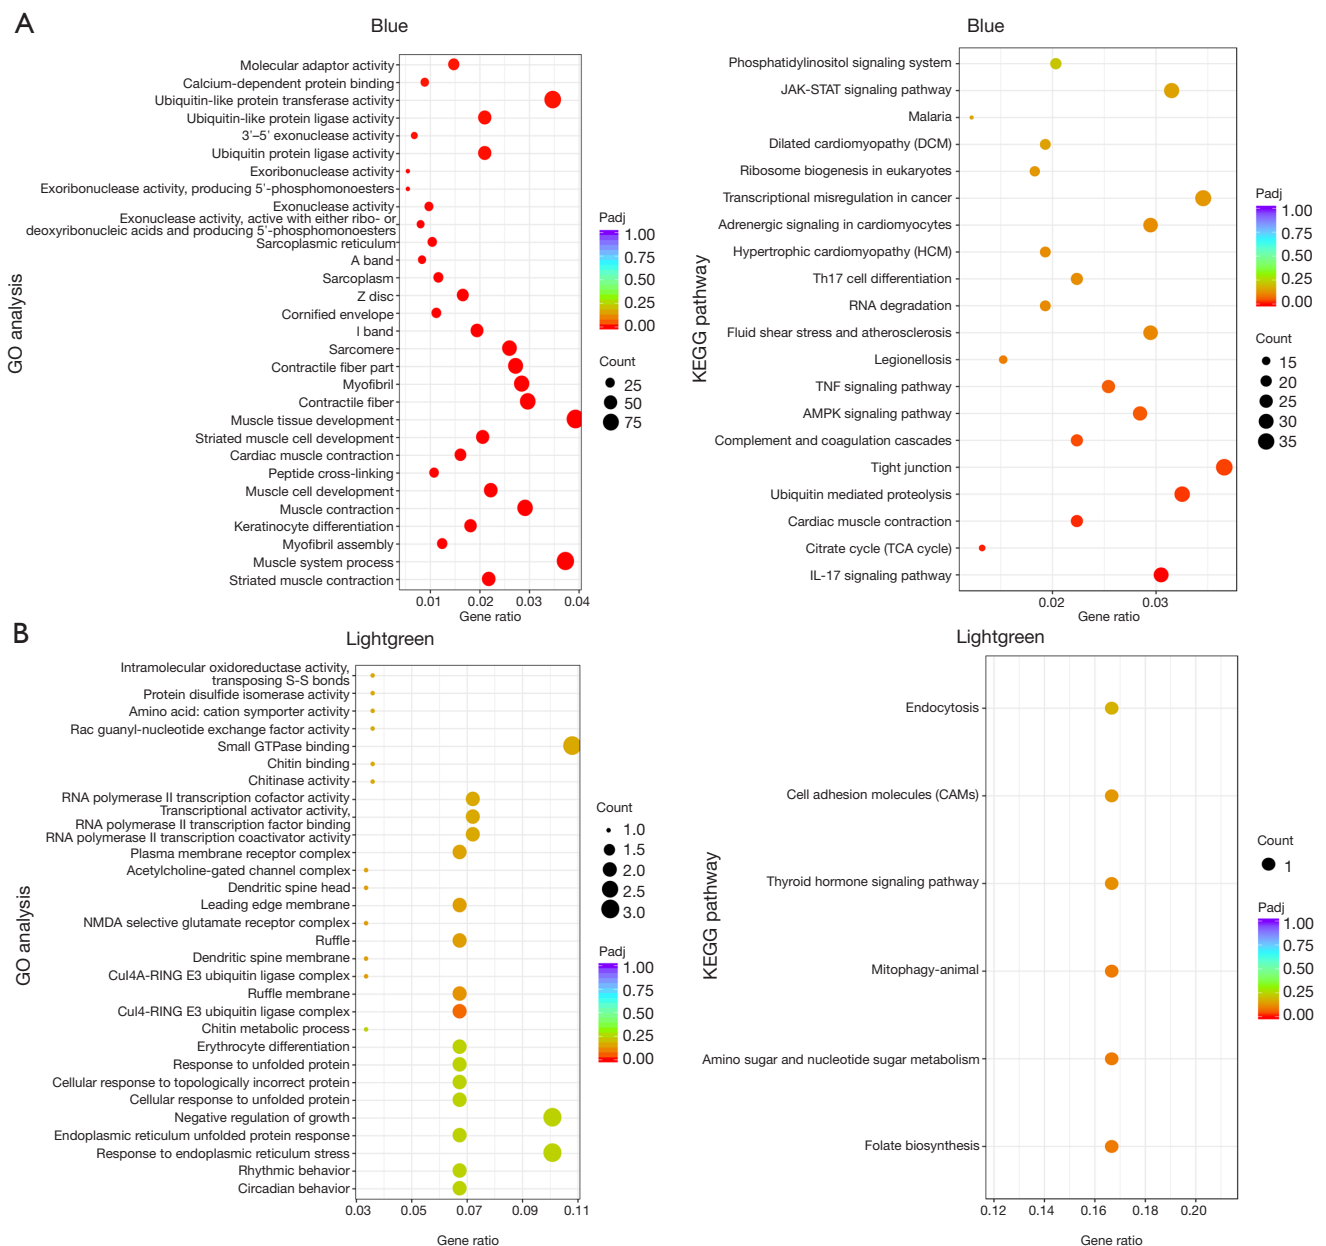 A
Blue
GO analysis
Molecular adaptor activity
Calcium-dependent protein binding
Ubiquitin-like protein transferase activity
Ubiquitin-like protein ligase activity
3'–5' exonuclease activity
Ubiquitin protein ligase activity
Exoribonuclease activity
Exoribonuclease activity, producing 5'-phosphomonoesters
Exonuclease activity
Exonuclease activity, active with either ribo- or
deoxyribonucleic acids and producing 5'-phosphomonoesters
Sarcoplasmic reticulum
A band
Sarcoplasm
Z disc
Cornified envelope
I band
Sarcomere
Contractile fiber part
Myofibril
Contractile fiber
Muscle tissue development
Striated muscle cell development
Cardiac muscle contraction
Peptide cross-linking
Muscle cell development
Muscle contraction
Keratinocyte differentiation
Myofibril assembly
Muscle system process
Striated muscle contraction
0.01 0.02 0.03 0.04
Gene ratio
Padj
1.00
0.75
0.50
0.25
0.00
Count
25
50
75
Blue
KEGG pathway
Phosphatidylinositol signaling system
JAK-STAT signaling pathway
Malaria
Dilated cardiomyopathy (DCM)
Ribosome biogenesis in eukaryotes
Transcriptional misregulation in cancer
Adrenergic signaling in cardiomyocytes
Hypertrophic cardiomyopathy (HCM)
Th17 cell differentiation
RNA degradation
Fluid shear stress and atherosclerosis
Legionellosis
TNF signaling pathway
AMPK signaling pathway
Complement and coagulation cascades
Tight junction
Ubiquitin mediated proteolysis
Cardiac muscle contraction
Citrate cycle (TCA cycle)
IL-17 signaling pathway
0.02 0.03
Gene ratio
Padj
1.00
0.75
0.50
0.25
0.00
Count
15
20
25
30
35
B
Lightgreen
GO analysis
Intramolecular oxidoreductase activity,
transposing S-S bonds
Protein disulfide isomerase activity
Amino acid: cation symporter activity
Rac guanyl-nucleotide exchange factor activity
Small GTPase binding
Chitin binding
Chitinase activity
RNA polymerase II transcription cofactor activity
Transcriptional activator activity,
RNA polymerase II transcription factor binding
RNA polymerase II transcription coactivator activity
Plasma membrane receptor complex
Acetylcholine-gated channel complex
Dendritic spine head
Leading edge membrane
NMDA selective glutamate receptor complex
Ruffle
Dendritic spine membrane
Cul4A-RING E3 ubiquitin ligase complex
Ruffle membrane
Cul4-RING E3 ubiquitin ligase complex
Chitin metabolic process
Erythrocyte differentiation
Response to unfolded protein
Cellular response to topologically incorrect protein
Cellular response to unfolded protein
Negative regulation of growth
Endoplasmic reticulum unfolded protein response
Response to endoplasmic reticulum stress
Rhythmic behavior
Circadian behavior
0.03 0.05 0.07 0.09 0.11
Gene ratio
Count
1.0
1.5
2.0
2.5
3.0
Padj
1.00
0.75
0.50
0.25
0.00
Lightgreen
KEGG pathway
Endocytosis
Cell adhesion molecules (CAMs)
Thyroid hormone signaling pathway
Mitophagy-animal
Amino sugar and nucleotide sugar metabolism
Folate biosynthesis
0.12 0.14 0.16 0.18 0.20
Gene ratio
Count
1
Padj
1.00
0.75
0.50
0.25
0.00